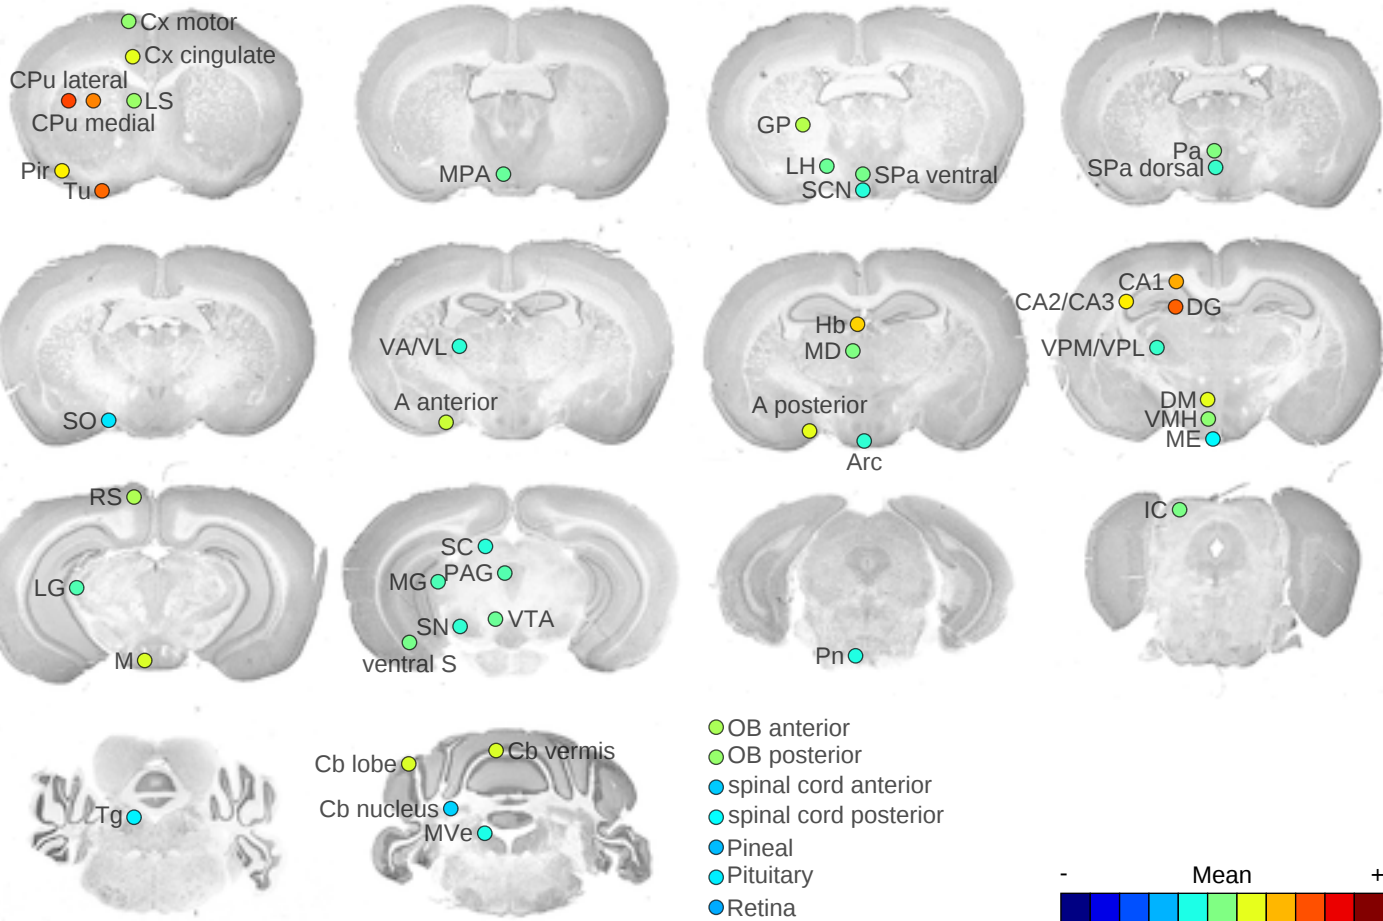 Cx motor
Cx cingulate
CPu lateral
LS
CPu medial
Pir
Tu
MPA
GP
LH
SPa ventral
SCN
Pa
SPa dorsal
SO
VA/VL
A anterior
Hb
MD
A posterior
Arc
CA1
CA2/CA3
DG
VPM/VPL
DM
VMH
ME
RS
LG
M
SC
MG
PAG
SN
VTA
ventral S
Pn
IC
Tg
Cb lobe
Cb vermis
Cb nucleus
MVe
OB anterior
OB posterior
spinal cord anterior
spinal cord posterior
Pineal
Pituitary
Retina
- Mean +